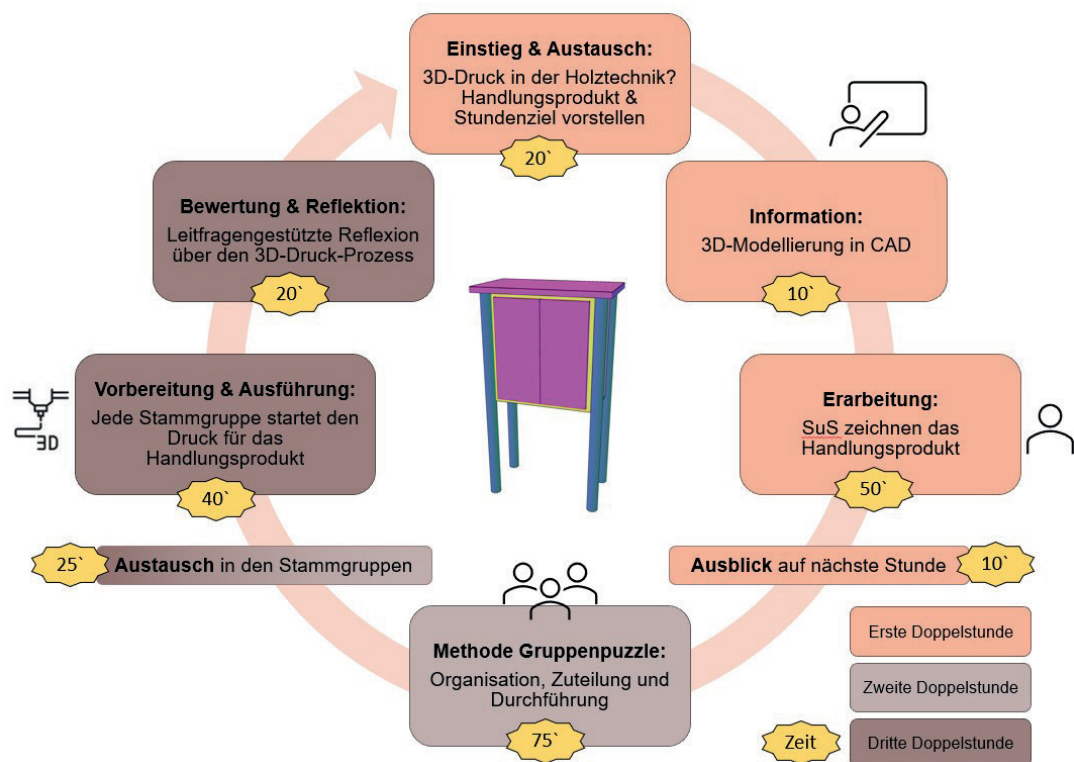 Einstieg & Austausch:
3D-Druck in der Holztechnik?
Handlungsprodukt &
Stundenziel vorstellen
20`
Information:
3D-Modellierung in CAD
10`
Erarbeitung:
SuS zeichnen das
Handlungsprodukt
50`
Ausblick auf nächste Stunde
10`
Methode Gruppenpuzzle:
Organisation, Zuteilung und
Durchführung
75`
25`
Austausch in den Stammgruppen
Vorbereitung & Ausführung:
Jede Stammgruppe startet den
Druck für das
Handlungsprodukt
40`
3D
Bewertung & Reflektion:
Leitfragengestützte Reflexion
über den 3D-Druck-Prozess
20`
Erste Doppelstunde
Zweite Doppelstunde
Zeit
Dritte Doppelstunde